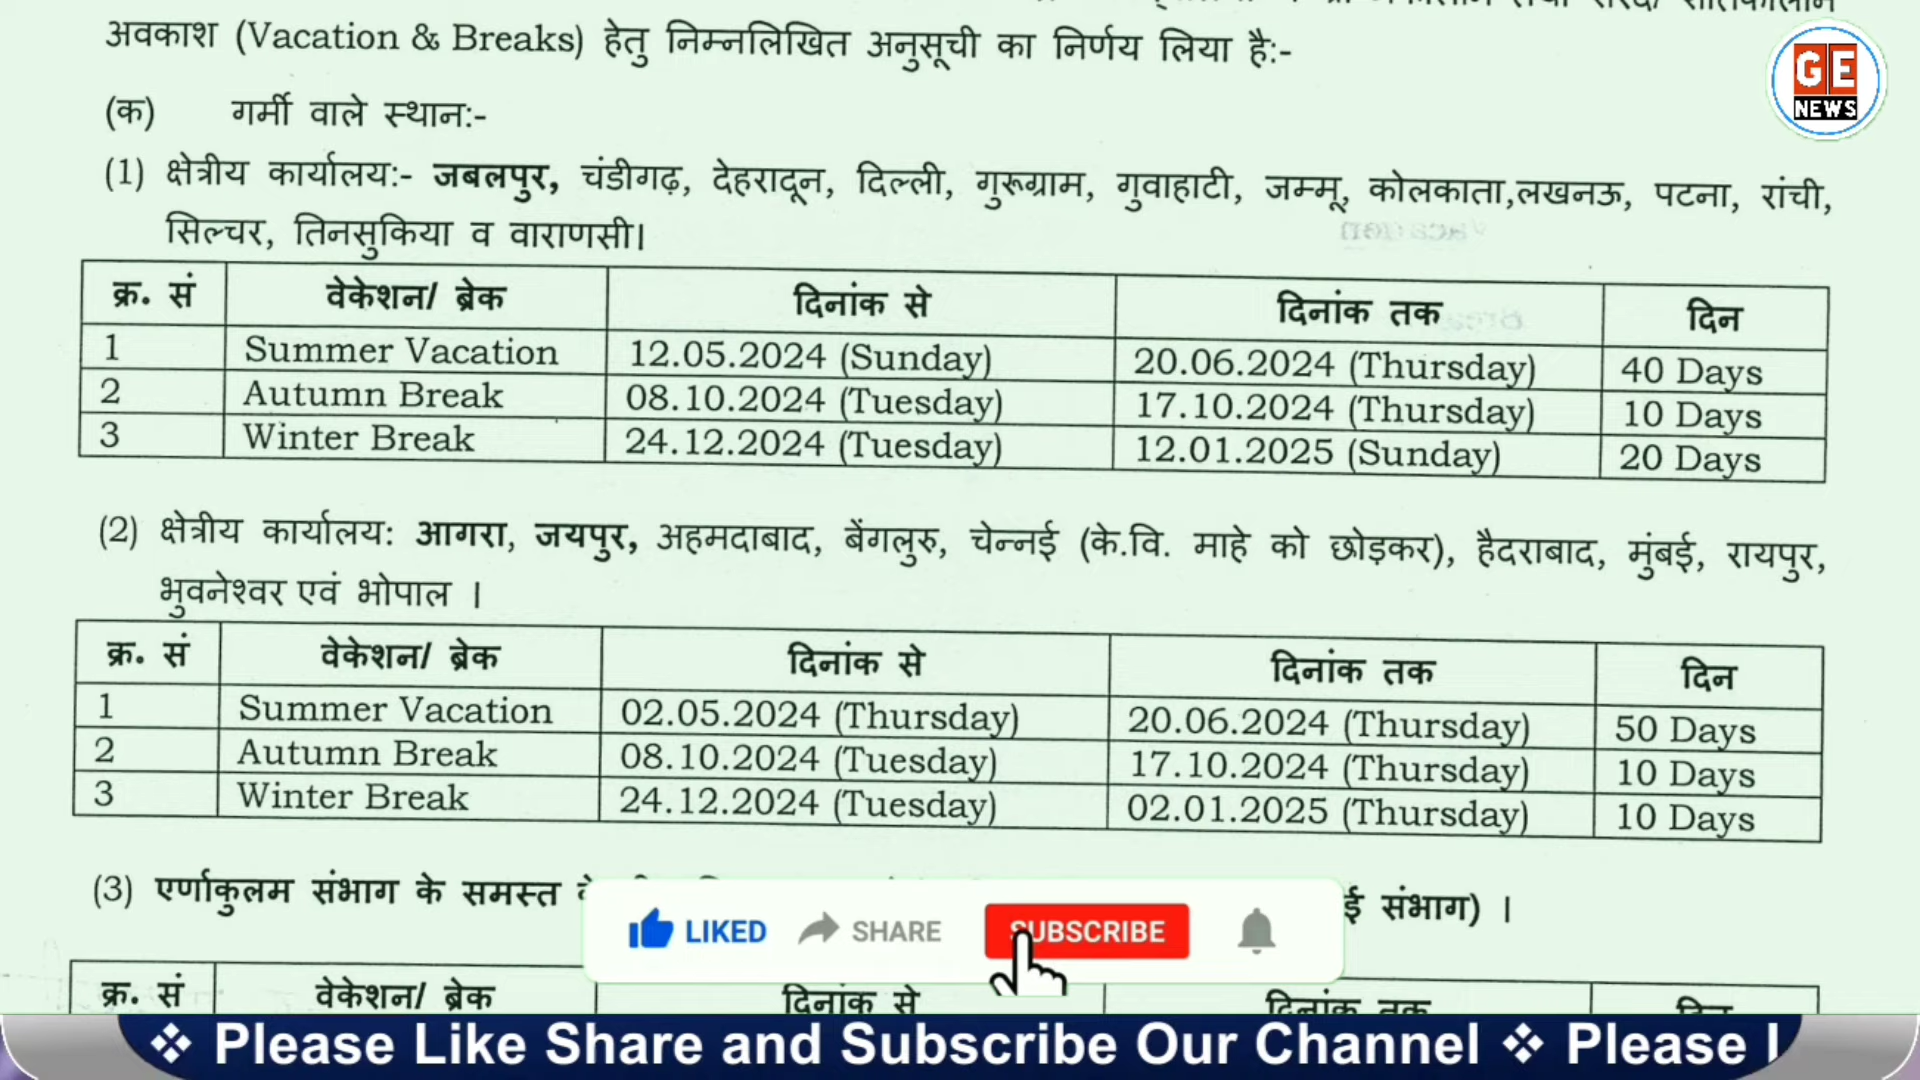 अवकाश (Vacation & Breaks) हेतु निम्नलिखित अनुसूची का निर्णय लिया है:-
GE
NEWS
(क) गर्मी वाले स्थान:-
(1) क्षेत्रीय कार्यालय:- जबलपुर, चंडीगढ़, देहरादून, दिल्ली, गुरूग्राम, गुवाहाटी, जम्मू, कोलकाता,लखनऊ, पटना, रांची,
सिल्चर, तिनसुकिया व वाराणसी।
क्र. सं वेकेशन/ ब्रेक दिनांक से दिनांक तक दिन
1 Summer Vacation 12.05.2024 (Sunday) 20.06.2024 (Thursday) 40 Days
2 Autumn Break 08.10.2024 (Tuesday) 17.10.2024 (Thursday) 10 Days
3 Winter Break 24.12.2024 (Tuesday) 12.01.2025 (Sunday) 20 Days
(2) क्षेत्रीय कार्यालय: आगरा, जयपुर, अहमदाबाद, बेंगलुरु, चेन्नई (के.वि. माहे को छोड़कर), हैदराबाद, मुंबई, रायपुर,
भुवनेश्वर एवं भोपाल ।
क्र. सं वेकेशन/ ब्रेक दिनांक से दिनांक तक दिन
1 Summer Vacation 02.05.2024 (Thursday) 20.06.2024 (Thursday) 50 Days
2 Autumn Break 08.10.2024 (Tuesday) 17.10.2024 (Thursday) 10 Days
3 Winter Break 24.12.2024 (Tuesday) 02.01.2025 (Thursday) 10 Days
(3) एर्णाकुलम संभाग के समस्त संभाग) ।
LIKED SHARE SUBSCRIBE
क्र. सं वेकेशन/ ब्रेक दिनांक से दिनांक तक दिन
❖ Please Like Share and Subscribe Our Channel ❖ Please